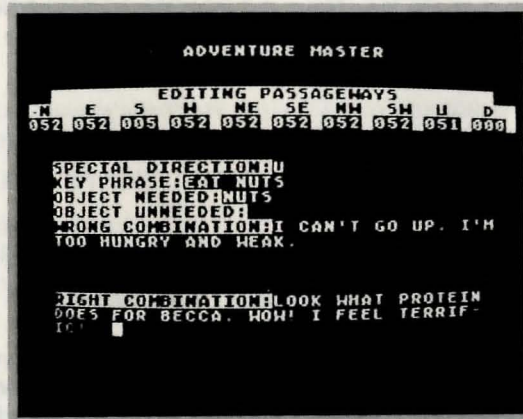 ADVENTURE MASTER
EDITING PASSAGEWAYS
N E S W NE SE NW SW U D
052 052 005 052 052 052 052 052 051 000
SPECIAL DIRECTION:U
KEY PHRASE:EAT NUTS
OBJECT NEEDED:NUTS
OBJECT UNNEEDED:
WRONG COMBINATION:I CAN'T GO UP. I'M
TOO HUNGRY AND WEAK.
RIGHT COMBINATION:LOOK WHAT PROTEIN
DOES FOR BECCA. WOW! I FEEL TERRIF-
IC!